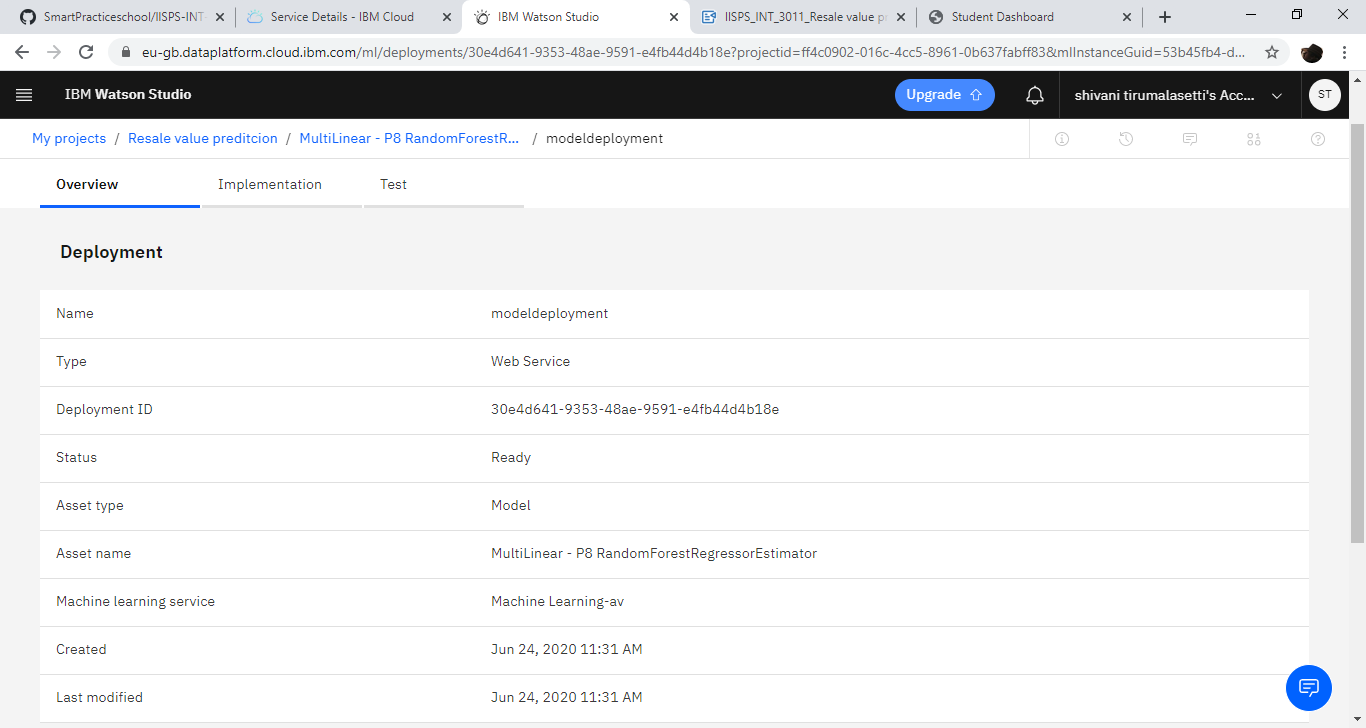 SmartPracticeschool/IISPS-INT- Service Details - IBM Cloud IBM Watson Studio IISPS_INT_3011_Resale value pr Student Dashboard
eu-gb.dataplatform.cloud.ibm.com/ml/deployments/30e4d641-9353-48ae-9591-e4fb44d4b18e?projectid=ff4c0902-016c-4cc5-8961-0b637fabff83&mlInstanceGuid=53b45fb4-d...
IBM Watson Studio Upgrade shivani tirumalasetti's Acc... ST
My projects / Resale value preditcion / MultiLinear - P8 RandomForestR... / modeldeployment
Overview Implementation Test
Deployment
Name modeldeployment
Type Web Service
Deployment ID 30e4d641-9353-48ae-9591-e4fb44d4b18e
Status Ready
Asset type Model
Asset name MultiLinear - P8 RandomForestRegressorEstimator
Machine learning service Machine Learning-av
Created Jun 24, 2020 11:31 AM
Last modified Jun 24, 2020 11:31 AM